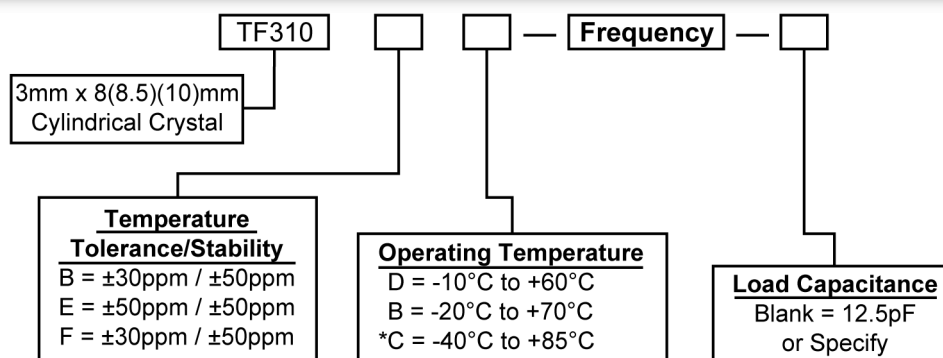 TF310
— Frequency —
3mm x 8(8.5)(10)mm
Cylindrical Crystal
Temperature
Tolerance/Stability
B = ±30ppm / ±50ppm
E = ±50ppm / ±50ppm
F = ±30ppm / ±50ppm
Operating Temperature
D = -10°C to +60°C
B = -20°C to +70°C
*C = -40°C to +85°C
Load Capacitance
Blank = 12.5pF
or Specify